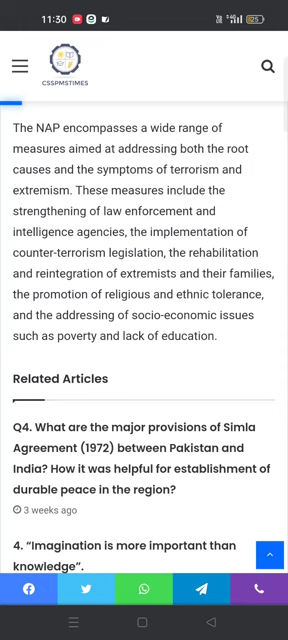 11:30
25
CSSPMSTIMES
The NAP encompasses a wide range of
measures aimed at addressing both the root
causes and the symptoms of terrorism and
extremism. These measures include the
strengthening of law enforcement and
intelligence agencies, the implementation of
counter-terrorism legislation, the rehabilitation
and reintegration of extremists and their families,
the promotion of religious and ethnic tolerance,
and the addressing of socio-economic issues
such as poverty and lack of education.
Related Articles
Q4. What are the major provisions of Simla
Agreement (1972) between Pakistan and
India? How it was helpful for establishment of
durable peace in the region?
3 weeks ago
4. “Imagination is more important than
knowledge”.